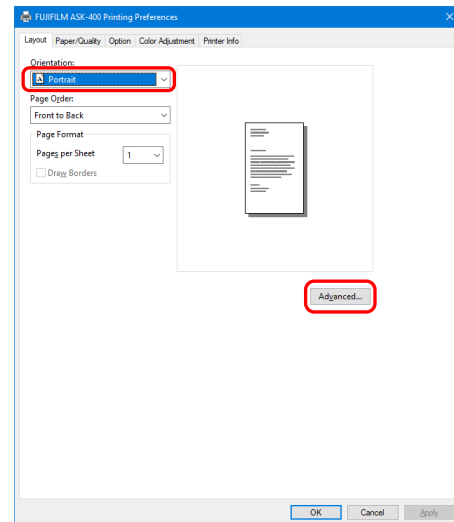 FUJIFILM ASK-400 Printing Preferences
Layout Paper/Quality Option Color Adjustment Printer Info
Orientation:
A Portrait
Page Order:
Front to Back
Page Format
Pages per Sheet 1
Draw Borders
Advanced...
OK Cancel Apply